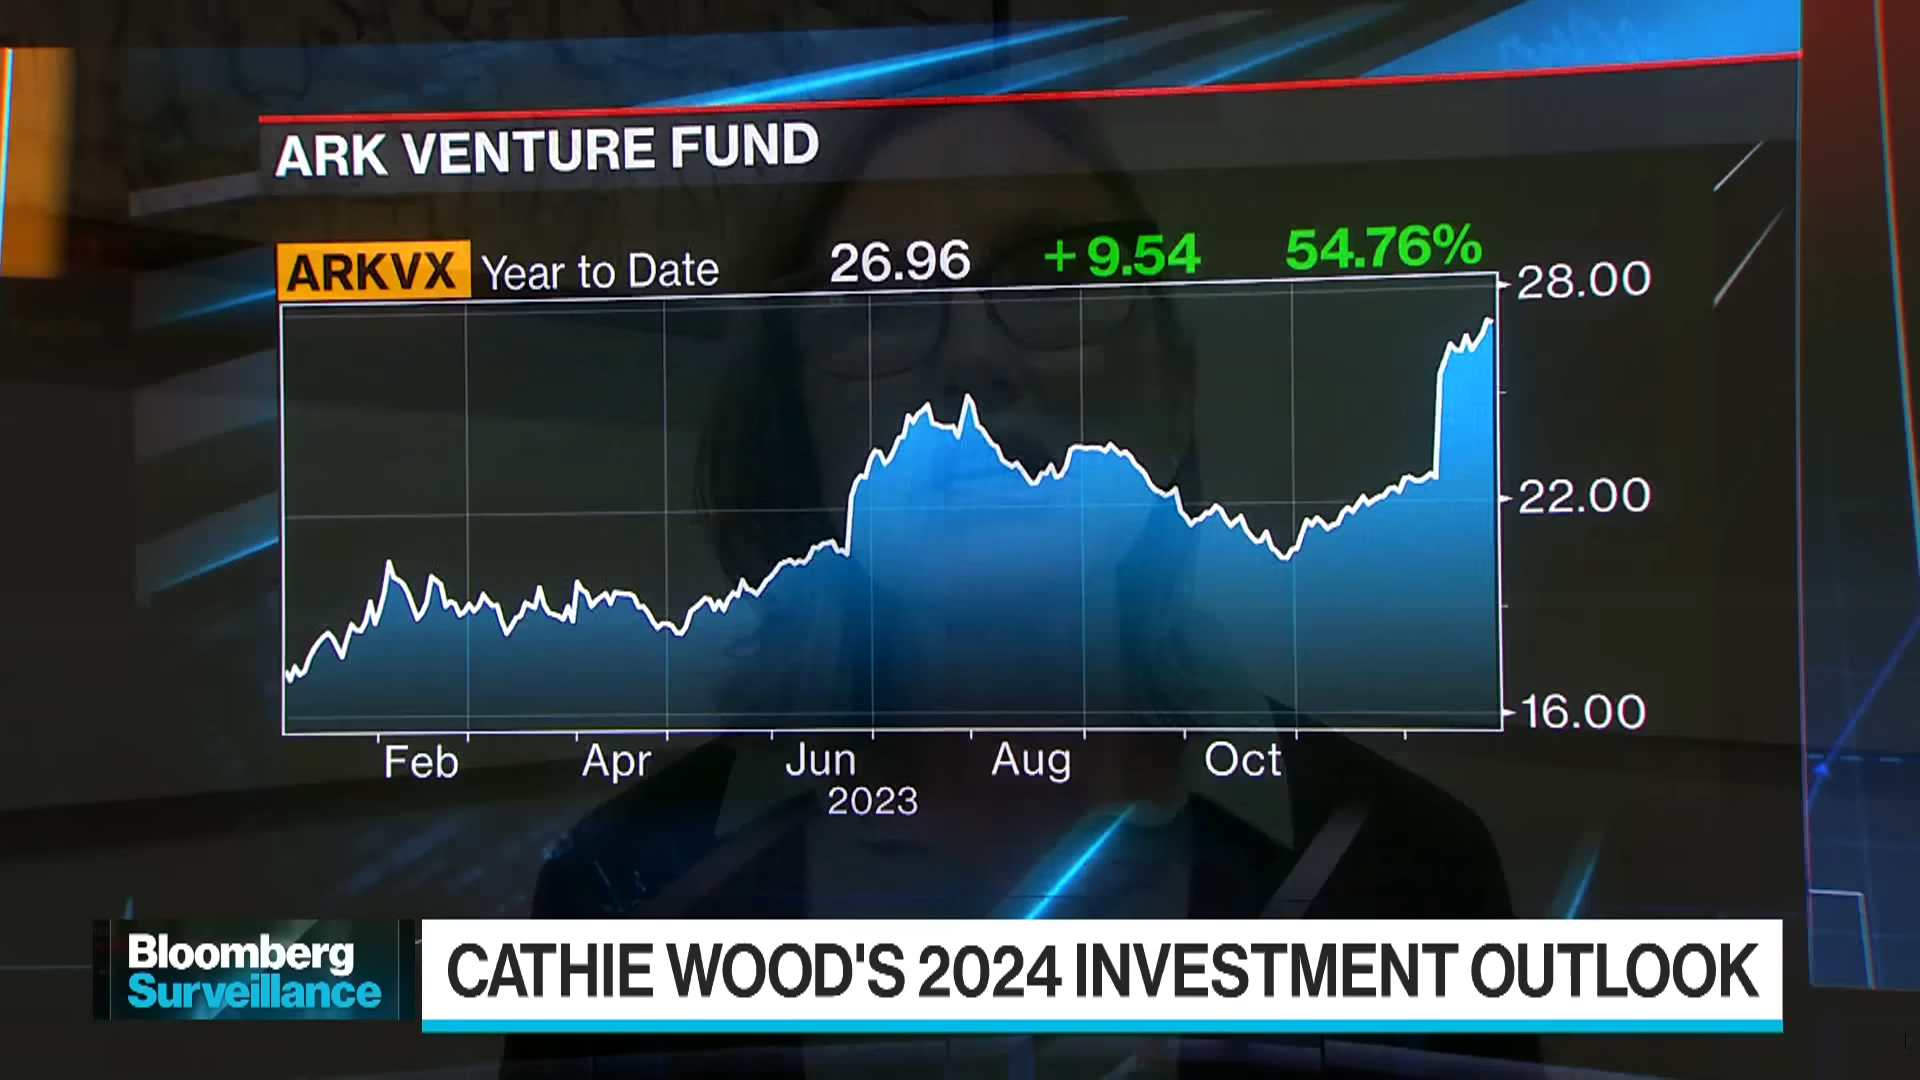 ARK VENTURE FUND
ARKVX Year to Date 26.96 +9.54 54.76%
28.00
22.00
16.00
Feb Apr Jun Aug Oct
2023
Bloomberg
Surveillance
CATHIE WOOD'S 2024 INVESTMENT OUTLOOK